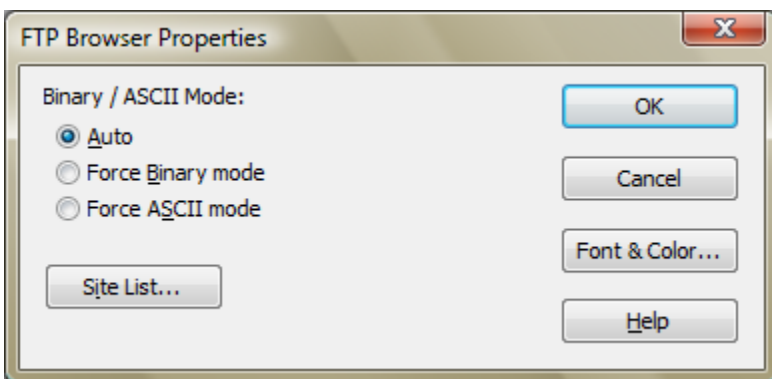 FTP Browser Properties
Binary / ASCII Mode:
Auto
Force Binary mode
Force ASCII mode
Site List...
OK
Cancel
Font & Color...
Help